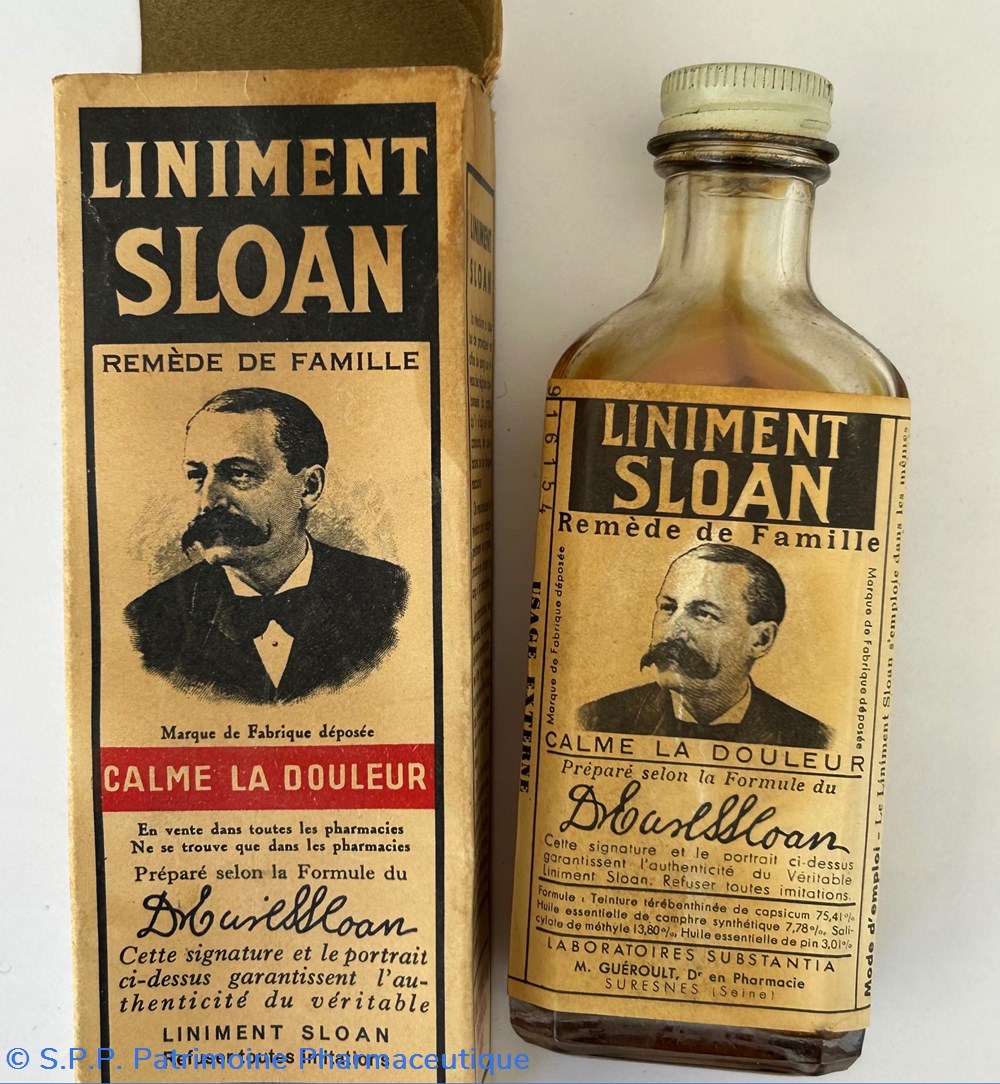 LINIMENT
SLOAN
REMÈDE DE FAMILLE
Marque de Fabrique déposée
CALME LA DOULEUR
En vente dans toutes les pharmacies
Ne se trouve que dans les pharmacies
Préparé selon la Formule du
Dr Earl S Sloan
Cette signature et le portrait
ci-dessus garantissent l'au-
thenticité du véritable
LINIMENT SLOAN
Refuser toutes imitations
LINIMENT
SLOAN
916154
LINIMENT
SLOAN
Remède de Famille
Marque de Fabrique déposée
Marque de Fabrique déposée
USAGE EXTERNE
CALME LA DOULEUR
Préparé selon la Formule du
Dr Earl S Sloan
Cette signature et le portrait ci-dessus
garantissent l'authenticité du Véritable
Liniment Sloan. Refuser toutes imitations.
Formule : Teinture térébenthinée de capsicum 75,41%
Huile essentielle de camphre synthétique 7,78%, Sali-
cylate de méthyle 13,80%, Huile essentielle de pin 3,01%
LABORATOIRES SUBSTANTIA
M. GUÉROULT, Dr en Pharmacie
SURESNES (Seine)
Mode d'emploi - Le Liniment Sloan s'emploie dans les mêmes
© S.P.P. Patrimoine Pharmaceutique